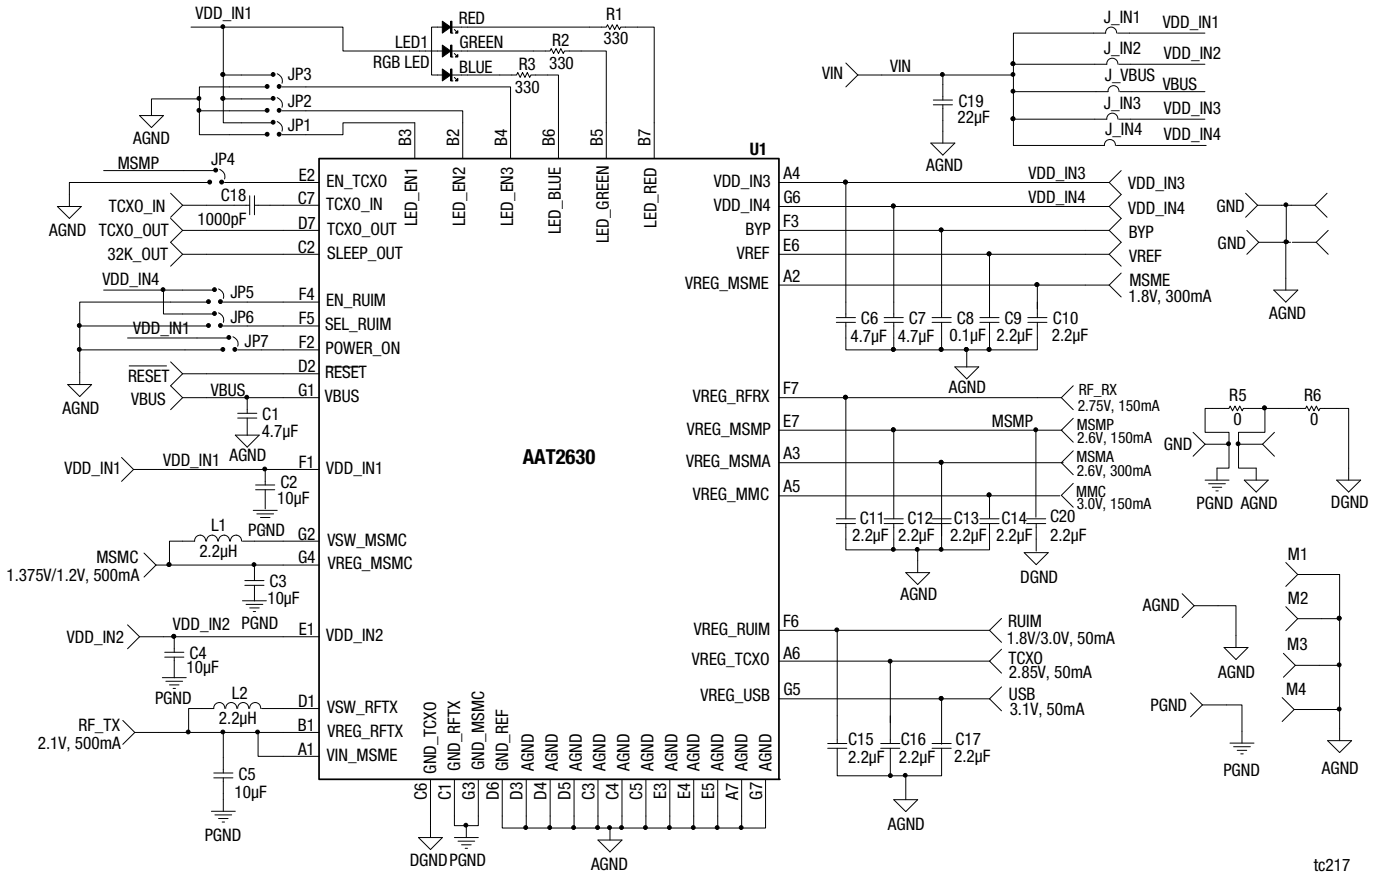 VDD_IN1
LED1
RGB LED
RED
R1
330
GREEN
R2
330
BLUE
R3
330
JP3
JP2
JP1
AGND
VIN
VIN
C19
22µF
AGND
J_IN1
VDD_IN1
J_IN2
VDD_IN2
J_VBUS
VBUS
J_IN3
VDD_IN3
J_IN4
VDD_IN4
B3
B2
B4
B6
B5
B7
LED_EN1
LED_EN2
LED_EN3
LED_BLUE
LED_GREEN
LED_RED
U1
AAT2630
MSMP
JP4
AGND
E2
EN_TCXO
TCXO_IN
C18
1000pF
C7
TCXO_IN
TCXO_OUT
D7
TCXO_OUT
32K_OUT
C2
SLEEP_OUT
VDD_IN4
JP5
F4
EN_RUIM
JP6
F5
SEL_RUIM
VDD_IN1
JP7
F2
POWER_ON
AGND
RESET
D2
RESET
VBUS
VBUS
G1
VBUS
C1
4.7µF
AGND
VDD_IN1
VDD_IN1
F1
VDD_IN1
C2
10µF
PGND
L1
2.2µH
G2
VSW_MSMC
MSMC
1.375V/1.2V, 500mA
G4
VREG_MSMC
C3
10µF
PGND
VDD_IN2
VDD_IN2
E1
VDD_IN2
C4
10µF
PGND
L2
2.2µH
D1
VSW_RFTX
RF_TX
2.1V, 500mA
B1
VREG_RFTX
A1
VIN_MSME
C5
10µF
PGND
GND_TCXO
GND_RFTX
GND_MSMC
GND_REF
AGND
AGND
AGND
AGND
AGND
AGND
AGND
AGND
AGND
AGND
AGND
C6
C1
G3
D6
D3
D4
D5
C3
C4
C5
E3
E4
E5
A7
G7
DGND
PGND
AGND
VDD_IN3
A4
VDD_IN3
VDD_IN3
VDD_IN4
G6
VDD_IN4
VDD_IN4
BYP
F3
BYP
VREF
E6
VREF
VREG_MSME
A2
MSME
1.8V, 300mA
C6
4.7µF
C7
4.7µF
C8
0.1µF
C9
2.2µF
C10
2.2µF
AGND
VREG_RFRX
F7
RF_RX
2.75V, 150mA
VREG_MSMP
E7
MSMP
MSMP
2.6V, 150mA
VREG_MSMA
A3
MSMA
2.6V, 300mA
VREG_MMC
A5
MMC
3.0V, 150mA
C11
2.2µF
C12
2.2µF
C13
2.2µF
C14
2.2µF
C20
2.2µF
AGND
DGND
VREG_RUIM
F6
RUIM
1.8V/3.0V, 50mA
VREG_TCXO
A6
TCXO
2.85V, 50mA
VREG_USB
G5
USB
3.1V, 50mA
C15
2.2µF
C16
2.2µF
C17
2.2µF
AGND
GND
GND
AGND
R5
0
R6
0
GND
PGND
AGND
DGND
AGND
AGND
PGND
PGND
M1
M2
M3
M4
AGND
tc217